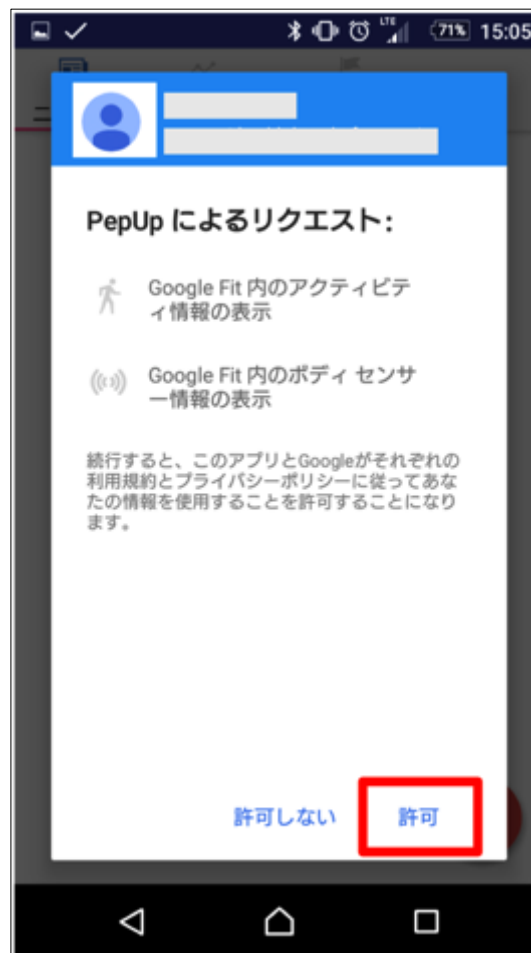 LTE
71% 15:05
PepUp によるリクエスト:
Google Fit 内のアクティビテ
ィ情報の表示
Google Fit 内のボディ センサ
ー情報の表示
続行すると、このアプリとGoogleがそれぞれの
利用規約とプライバシーポリシーに従ってあな
たの情報を使用することを許可することになり
ます。
許可しない 許可